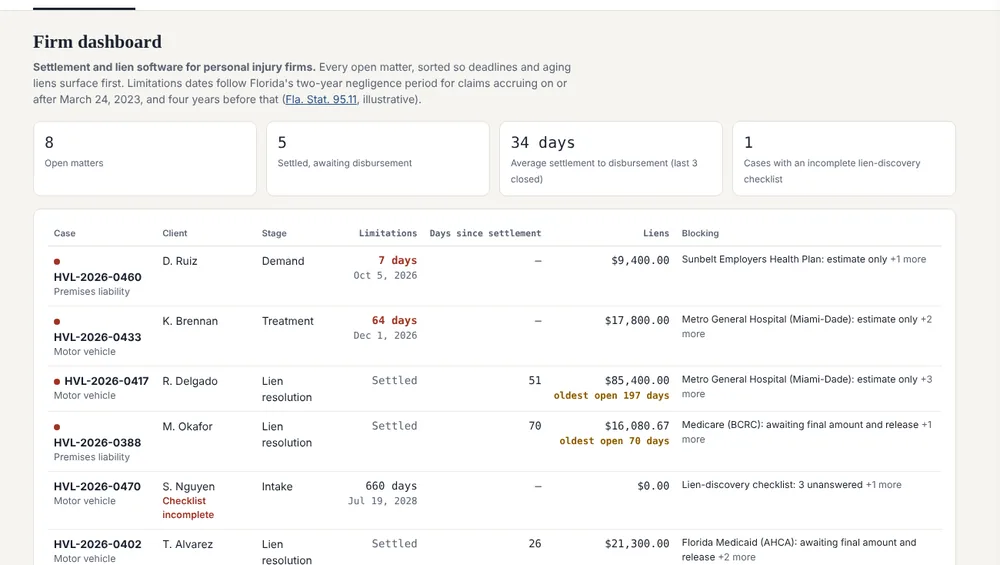 Firm dashboard
Settlement and lien software for personal injury firms. Every open matter, sorted so deadlines and aging
liens surface first. Limitations dates follow Florida's two-year negligence period for claims accruing on or
after March 24, 2023, and four years before that (Fla. Stat. 95.11, illustrative).
8
Open matters
5
Settled, awaiting disbursement
34 days
Average settlement to disbursement (last 3
closed)
1
Cases with an incomplete lien-discovery
checklist
Case Client Stage Limitations Days since settlement Liens Blocking
D. Ruiz Demand 7 days — $9,400.00 Sunbelt Employers Health Plan: estimate only +1 more
HVL-2026-0460 Oct 5, 2026
Premises liability
K. Brennan Treatment 64 days — $17,800.00 Metro General Hospital (Miami-Dade): estimate only +2
HVL-2026-0433 Dec 1, 2026 more
Motor vehicle
HVL-2026-0417 R. Delgado Lien Settled 51 $85,400.00 Metro General Hospital (Miami-Dade): estimate only +3
Motor vehicle resolution oldest open 197 days more
M. Okafor Lien Settled 70 $16,080.67 Medicare (BCRC): awaiting final amount and release +1
HVL-2026-0388 resolution oldest open 70 days more
Premises liability
HVL-2026-0470 S. Nguyen Intake 660 days — $0.00 Lien-discovery checklist: 3 unanswered +1 more
Motor vehicle Checklist Jul 19, 2028
incomplete
HVL-2026-0402 T. Alvarez Lien Settled 26 $21,300.00 Florida Medicaid (AHCA): awaiting final amount and
Motor vehicle resolution release +2 more